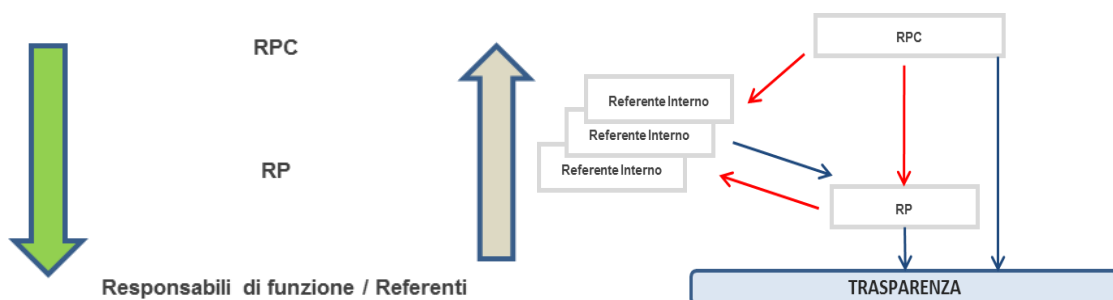 RPC
RP
Responsabili di funzione / Referenti
RPC
Referente Interno
Referente Interno
Referente Interno
RP
TRASPARENZA